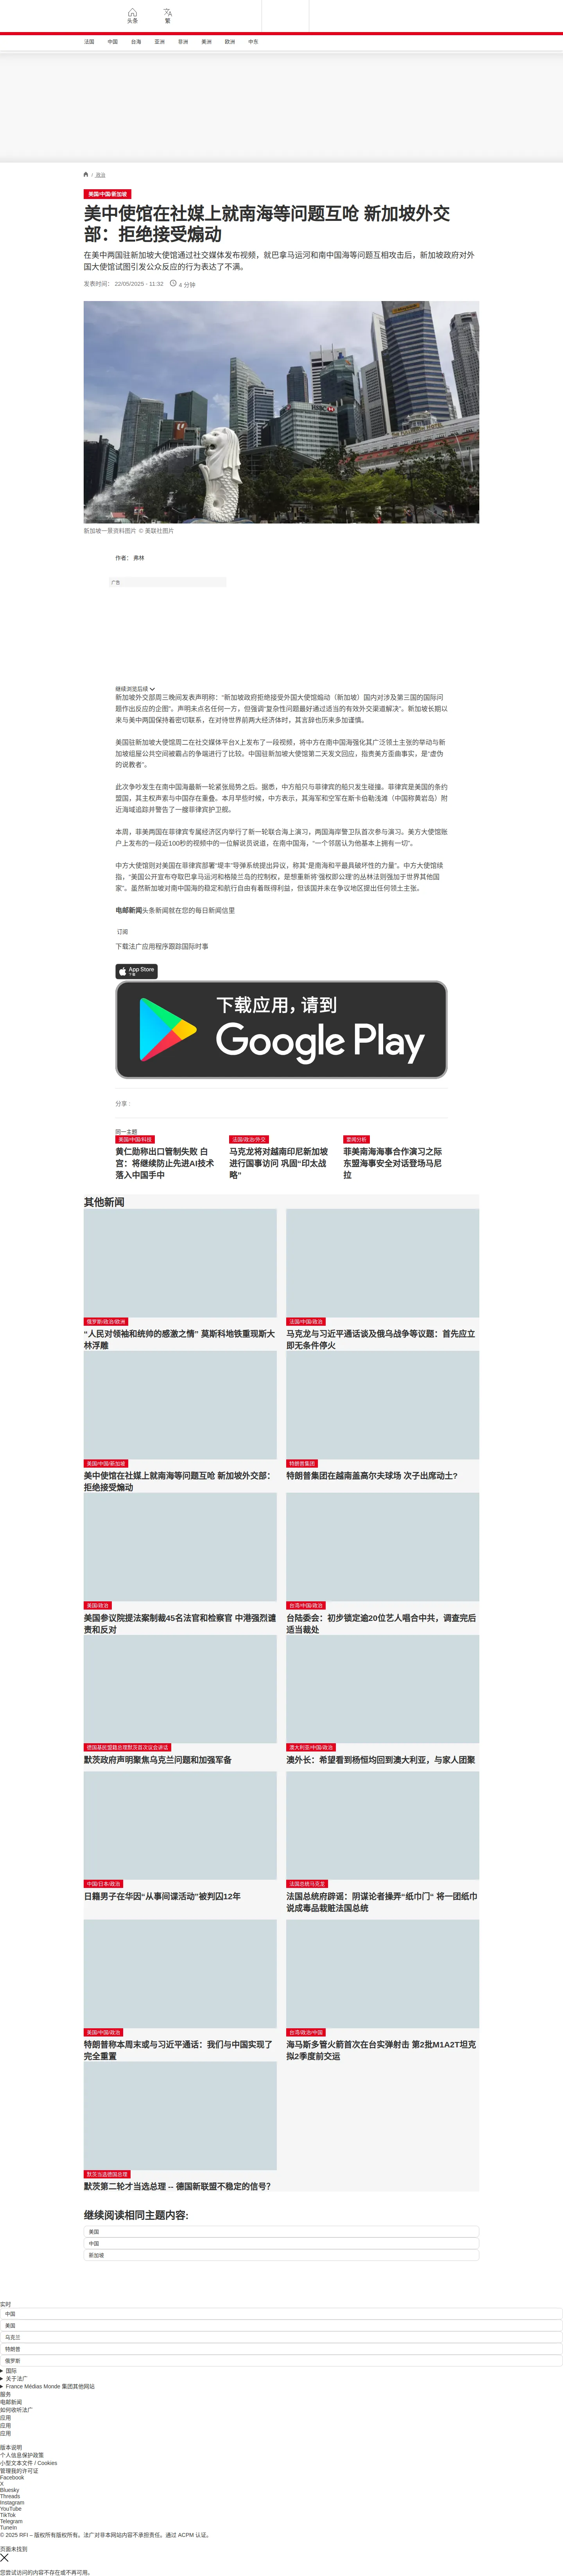 头条
繁
法国 中国 台海 亚洲 非洲 美洲 欧洲 中东
/ 政治
美国/中国/新加坡
美中使馆在社媒上就南海等问题互呛 新加坡外交
部：拒绝接受煽动
在美中两国驻新加坡大使馆通过社交媒体发布视频，就巴拿马运河和南中国海等问题互相攻击后，新加坡政府对外
国大使馆试图引发公众反应的行为表达了不满。
发表时间： 22/05/2025 - 11:32 4 分钟
新加坡一景资料图片 © 美联社图片
作者： 弗林
广告
继续浏览后续
新加坡外交部周三晚间发表声明称：“新加坡政府拒绝接受外国大使馆煽动（新加坡）国内对涉及第三国的国际问
题作出反应的企图”。声明未点名任何一方，但强调“复杂性问题最好通过适当的有效外交渠道解决”。新加坡长期以
来与美中两国保持着密切联系，在对待世界前两大经济体时，其言辞也历来多加谨慎。
美国驻新加坡大使馆周二在社交媒体平台X上发布了一段视频，将中方在南中国海强化其广泛领土主张的举动与新
加坡组屋公共空间被霸占的争端进行了比较。中国驻新加坡大使馆第二天发文回应，指责美方歪曲事实，是“虚伪
的说教者”。
此次争吵发生在南中国海最新一轮紧张局势之后。据悉，中方船只与菲律宾的船只发生碰撞。菲律宾是美国的条约
盟国，其主权声索与中国存在重叠。本月早些时候，中方表示，其海军和空军在斯卡伯勒浅滩（中国称黄岩岛）附
近海域追踪并警告了一艘菲律宾护卫舰。
本周，菲美两国在菲律宾专属经济区内举行了新一轮联合海上演习，两国海岸警卫队首次参与演习。美方大使馆账
户上发布的一段近100秒的视频中的一位解说员说道，在南中国海，“一个邻居认为他基本上拥有一切”。
中方大使馆则对美国在菲律宾部署“堤丰”导弹系统提出异议，称其“是南海和平最具破坏性的力量”。中方大使馆续
指，“美国公开宣布夺取巴拿马运河和格陵兰岛的控制权，是想重新将‘强权即公理’的丛林法则强加于世界其他国
家”。虽然新加坡对南中国海的稳定和航行自由有着既得利益，但该国并未在争议地区提出任何领土主张。
电邮新闻头条新闻就在您的每日新闻信里
订阅
下载法广应用程序跟踪国际时事
App Store
下载
下载应用，请到
Google Play
分享 :
同一主题
美国/中国/科技
黄仁勋称出口管制失败 白
宫：将继续防止先进AI技术
落入中国手中
法国/政治/外交
马克龙将对越南印尼新加坡
进行国事访问 巩固“印太战
略”
要闻分析
菲美南海海事合作演习之际
东盟海事安全对话登场马尼
拉
其他新闻
俄罗斯/政治/欧洲
“人民对领袖和统帅的感激之情” 莫斯科地铁重现斯大
林浮雕
法国/中国/政治
马克龙与习近平通话谈及俄乌战争等议题：首先应立
即无条件停火
美国/中国/新加坡
美中使馆在社媒上就南海等问题互呛 新加坡外交部：
拒绝接受煽动
特朗普集团
特朗普集团在越南盖高尔夫球场 次子出席动土？
美国/政治
美国参议院提法案制裁45名法官和检察官 中港强烈谴
责和反对
台湾/中国/政治
台陆委会：初步锁定逾20位艺人唱合中共，调查完后
适当裁处
德国基民盟籍总理默茨首次议会讲话
默茨政府声明聚焦乌克兰问题和加强军备
澳大利亚/中国/政治
澳外长：希望看到杨恒均回到澳大利亚，与家人团聚
中国/日本/政治
日籍男子在华因“从事间谍活动”被判囚12年
法国总统马克龙
法国总统府辟谣：阴谋论者操弄“纸巾门” 将一团纸巾
说成毒品栽赃法国总统
美国/中国/政治
特朗普称本周末或与习近平通话：我们与中国实现了
完全重置
台湾/政治/中国
海马斯多管火箭首次在台实弹射击 第2批M1A2T坦克
拟2季度前交运
默茨当选德国总理
默茨第二轮才当选总理 -- 德国新联盟不稳定的信号？
继续阅读相同主题内容:
美国
中国
新加坡
实时
中国
美国
乌克兰
特朗普
俄罗斯
国际
关于法广
France Médias Monde 集团其他网站
服务
电邮新闻
如何收听法广
应用
应用
应用
版本说明
个人信息保护政策
小型文本文件 / Cookies
管理我的许可证
Facebook
X
Bluesky
Threads
Instagram
YouTube
TikTok
Telegram
TuneIn
© 2025 RFI – 版权所有版权所有。法广对非本网站内容不承担责任。通过 ACPM 认证。
页面未找到
您尝试访问的内容不存在或不再可用。